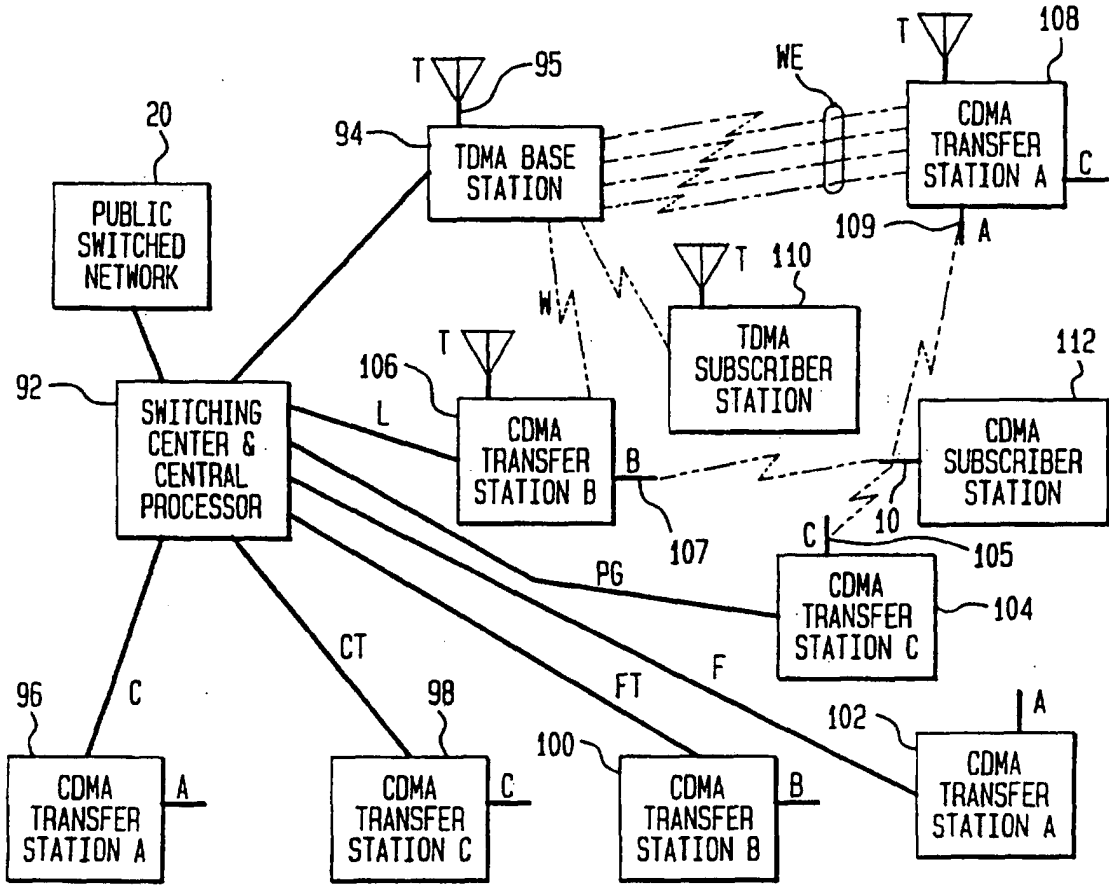 T
95
94
TDMA BASE
STATION
WE
T
108
CDMA
TRANSFER
STATION A
C
109
A
20
PUBLIC
SWITCHED
NETWORK
W
T
110
TDMA
SUBSCRIBER
STATION
92
SWITCHING
CENTER &
CENTRAL
PROCESSOR
T
106
L
CDMA
TRANSFER
STATION B
B
107
112
CDMA
SUBSCRIBER
STATION
10
C
105
PG
CDMA
TRANSFER
STATION C
104
C
CT
FT
F
96
CDMA
TRANSFER
STATION A
A
98
CDMA
TRANSFER
STATION C
C
100
CDMA
TRANSFER
STATION B
B
102
A
CDMA
TRANSFER
STATION A